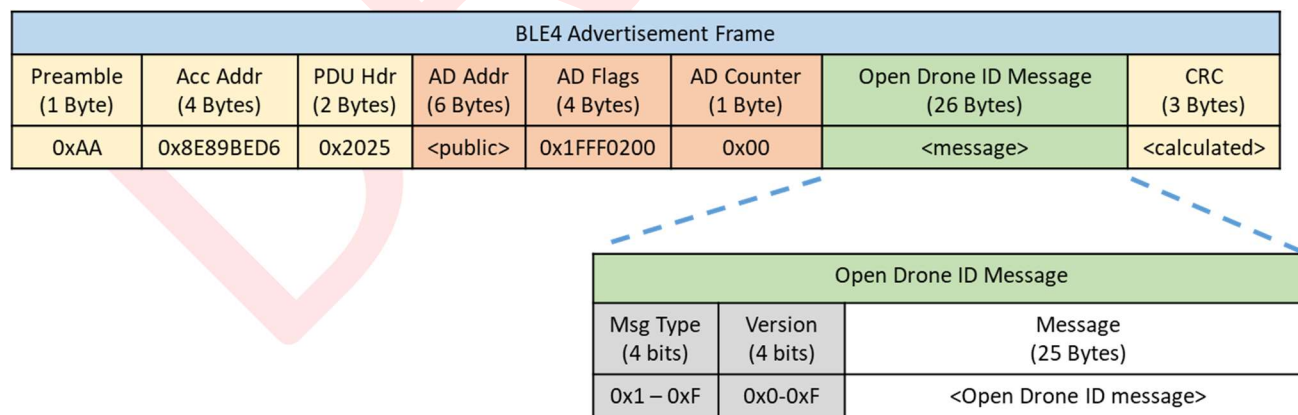 BLE4 Advertisement Frame
Preamble Acc Addr PDU Hdr AD Addr AD Flags AD Counter Open Drone ID Message CRC
(1 Byte) (4 Bytes) (2 Bytes) (6 Bytes) (4 Bytes) (1 Byte) (26 Bytes) (3 Bytes)
0xAA 0x8E89BED6 0x2025 <public> 0x1FFF0200 0x00 <message> <calculated>
Open Drone ID Message
Msg Type Version Message
(4 bits) (4 bits) (25 Bytes)
0x1 – 0xF 0x0-0xF <Open Drone ID message>